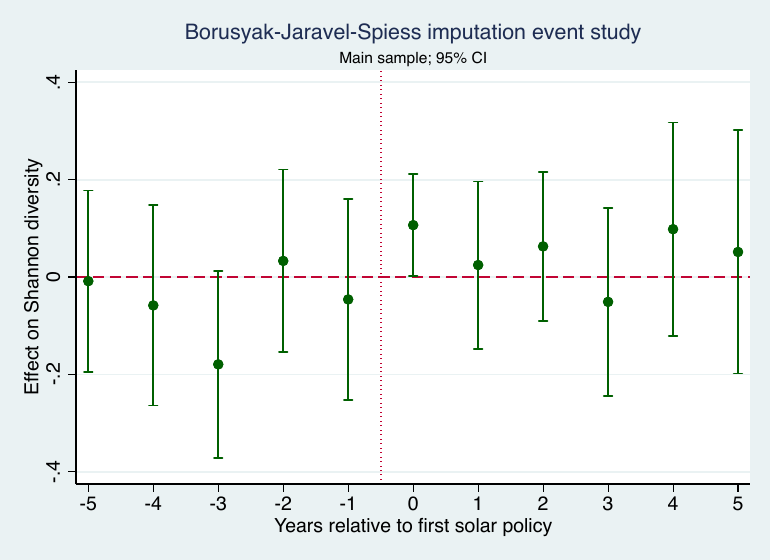 Borusyak-Jaravel-Spiess imputation event study
Main sample; 95% CI
Effect on Shannon diversity
.4
.2
0
-.2
-.4
-5 -4 -3 -2 -1 0 1 2 3 4 5
Years relative to first solar policy